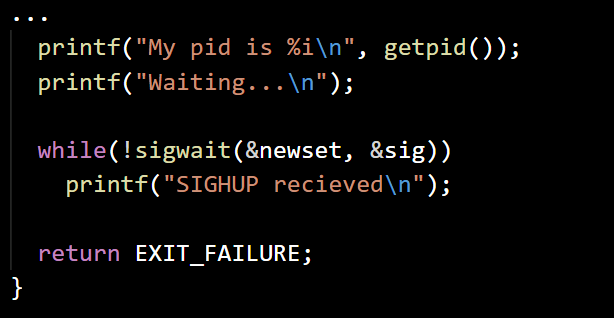 ...
printf("My pid is %i\n", getpid());
printf("Waiting...\n");
while(!sigwait(&newset, &sig))
printf("SIGHUP recieved\n");
return EXIT_FAILURE;
}